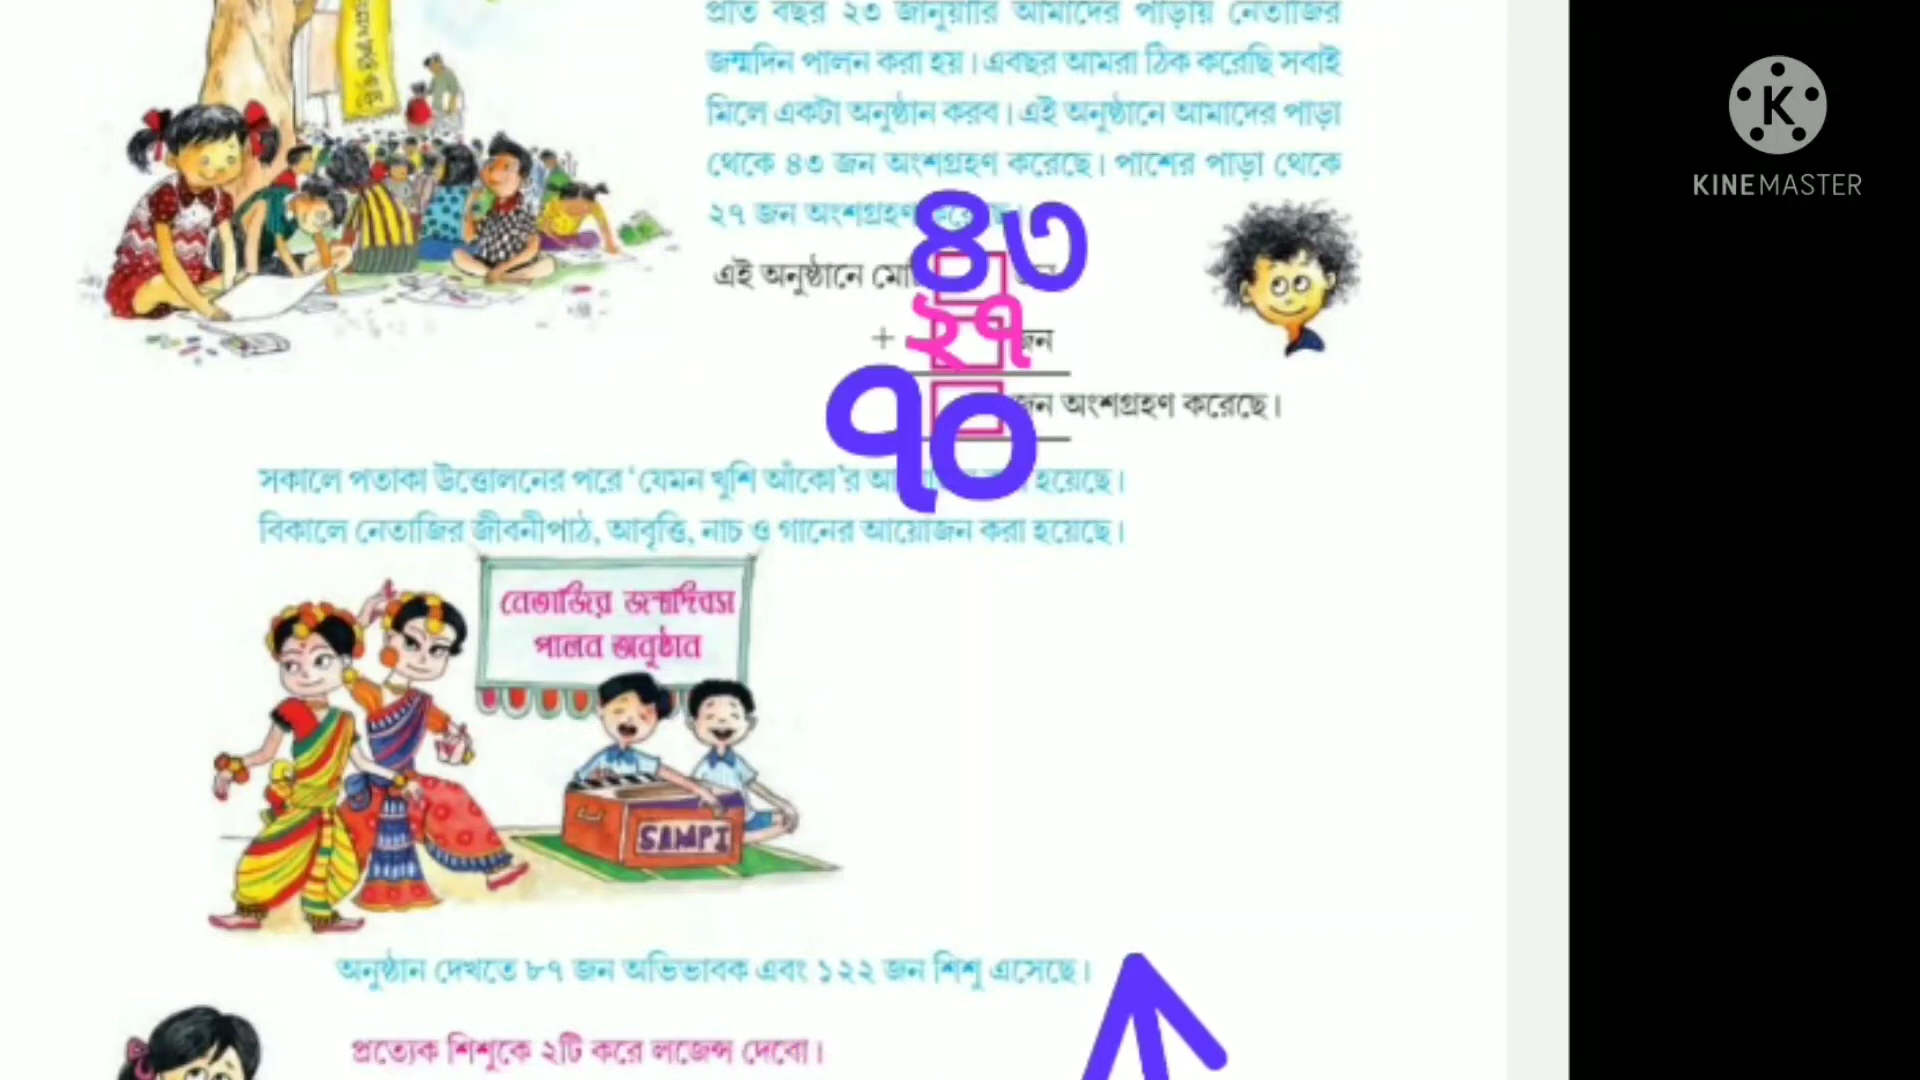 প্রতি বছর ২৩ জানুয়ারি আমাদের পাড়ায় নেতাজির
জন্মদিন পালন করা হয়। এবছর আমরা ঠিক করেছি সবাই
মিলে একটা অনুষ্ঠান করব। এই অনুষ্ঠানে আমাদের পাড়া
থেকে ৪৩ জন অংশগ্রহণ করেছে। পাশের পাড়া থেকে
২৭ জন অংশগ্রহণ
এই অনুষ্ঠানে ৪৩
+ ২৭ জন
৭০ জন অংশগ্রহণ করেছে।
সকালে পতাকা উত্তোলনের পরে ‘যেমন খুশি আঁকো’র হয়েছে।
বিকালে নেতাজির জীবনীপাঠ, আবৃত্তি, নাচ ও গানের আয়োজন করা হয়েছে।
নেতাজির জন্মদিবস
পালন অনুষ্ঠান
SAMPI
অনুষ্ঠান দেখতে ৮৭ জন অভিভাবক এবং ১২২ জন শিশু এসেছে।
প্রত্যেক শিশুকে ২টি করে লজেন্স দেবো।
K
KINEMASTER